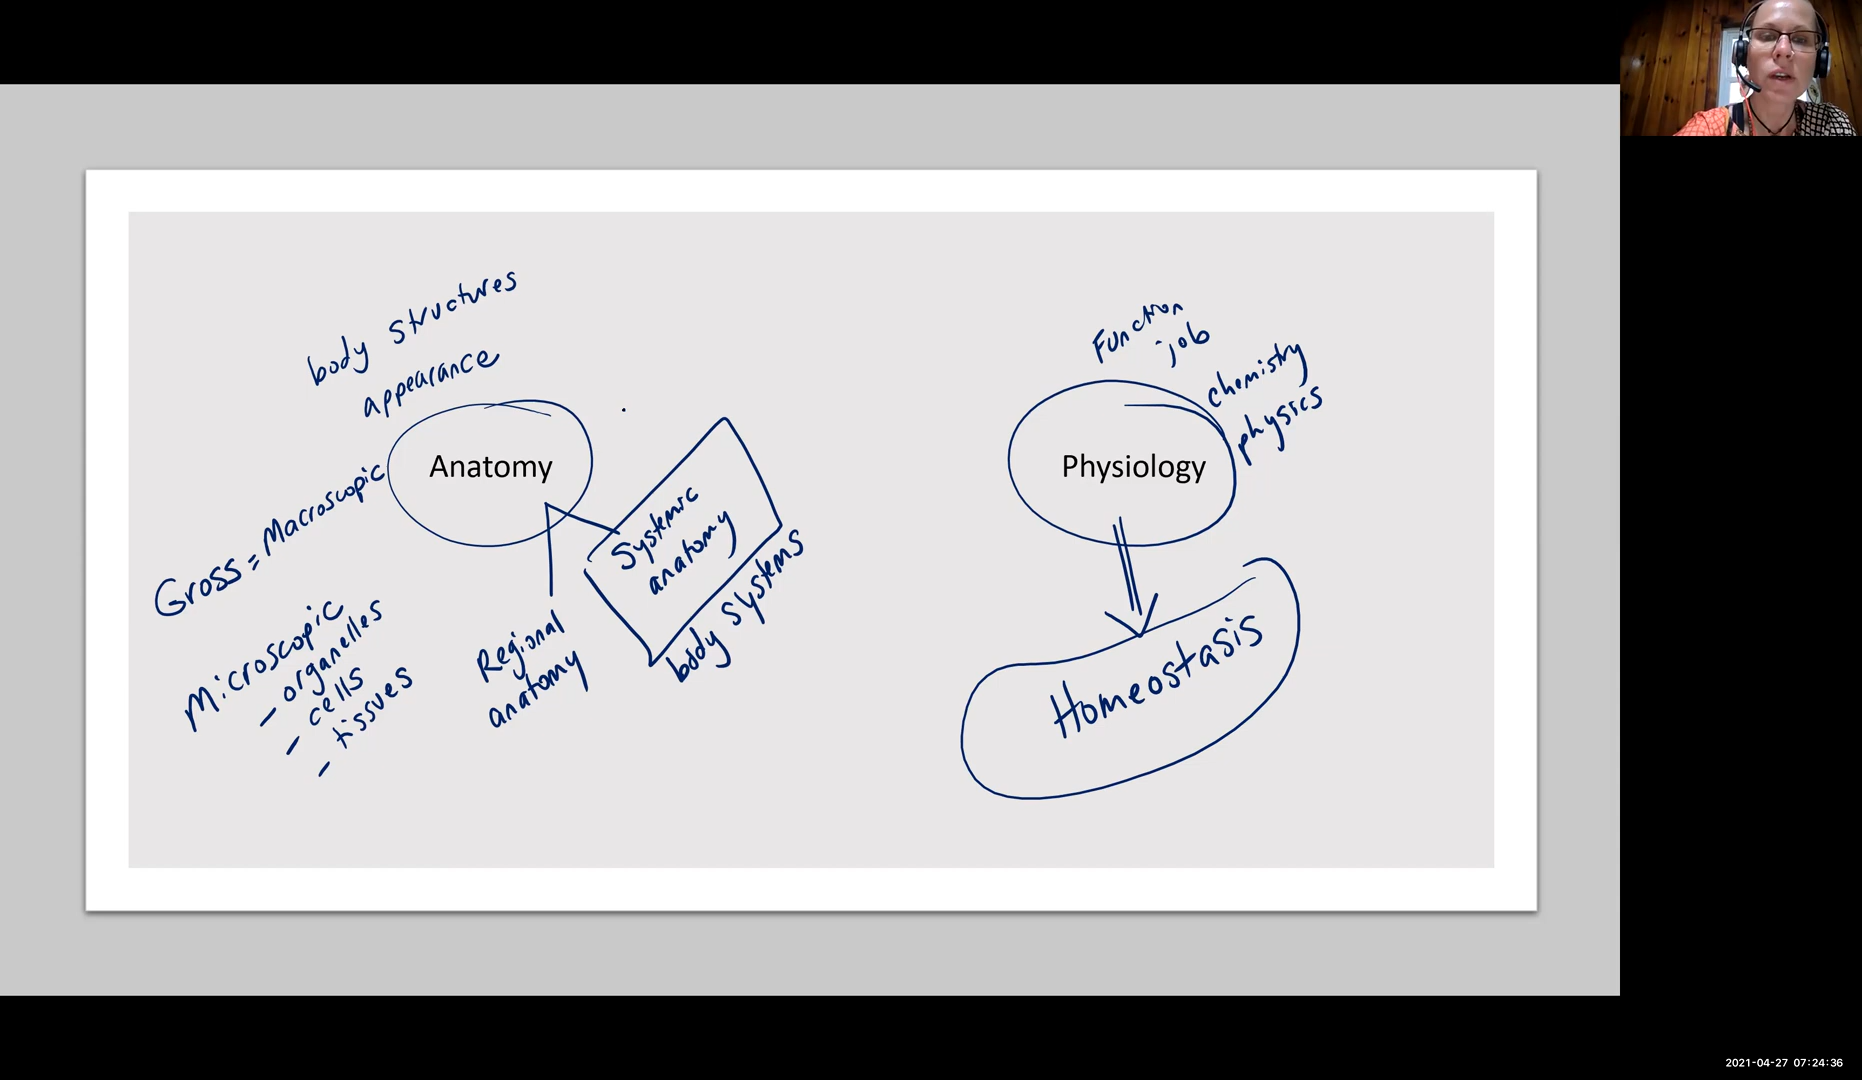 body structures
appearance
Anatomy
Gross = Macroscopic
Microscopic
- organelles
- cells
- tissues
Regional
anatomy
Systemic
anatomy
body systems
Function
job
chemistry
physics
Physiology
Homeostasis
2021-04-27 07:24:36